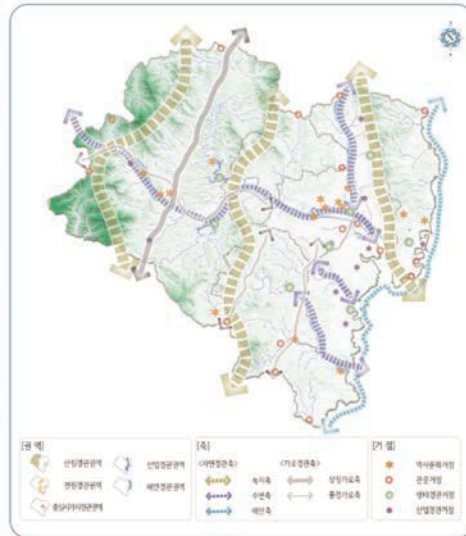 [권 역]
산림경관권역
산업경관권역
전원경관권역
해안경관권역
중심시가지경관권역
[축]
<자연경관축>
<가로경관축>
녹지축
상징가로축
수변축
풍경가로축
해안축
[거 점]
역사문화거점
관문거점
생태경관거점
산업경관거점